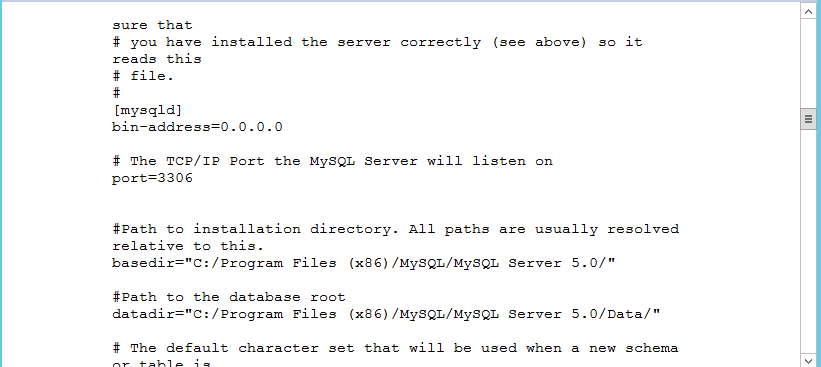 sure that
# you have installed the server correctly (see above) so it
reads this
# file.
#
[mysqld]
bin-address=0.0.0.0
# The TCP/IP Port the MySQL Server will listen on
port=3306
#Path to installation directory. All paths are usually resolved
relative to this.
basedir="C:/Program Files (x86)/MySQL/MySQL Server 5.0/"
#Path to the database root
datadir="C:/Program Files (x86)/MySQL/MySQL Server 5.0/Data/"
# The default character set that will be used when a new schema
or table is